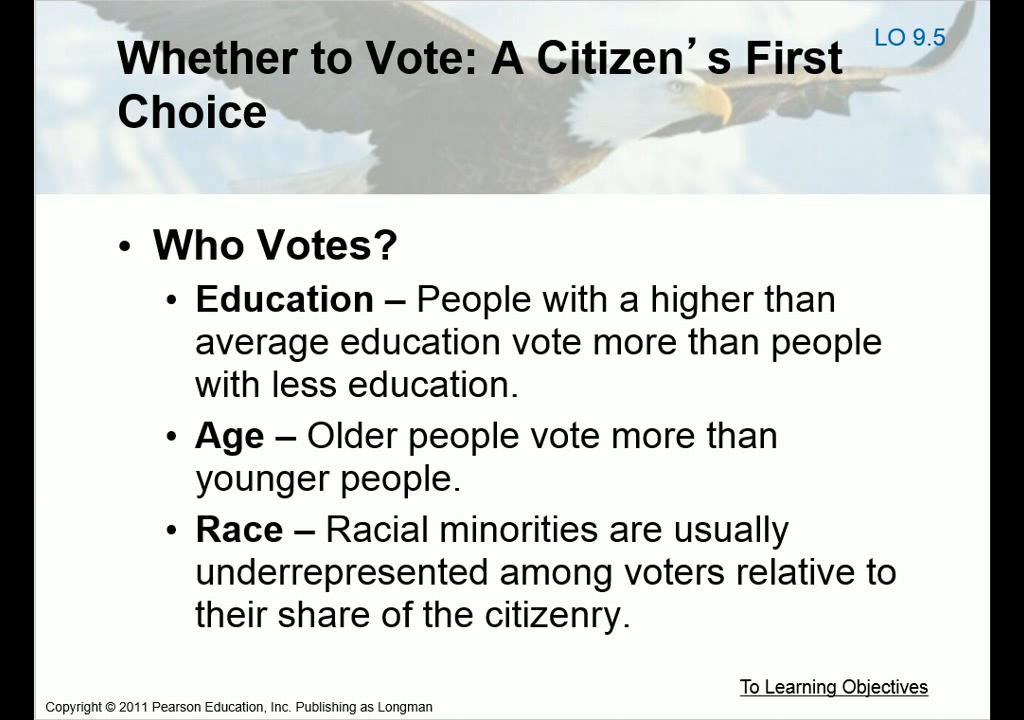 LO 9.5
Whether to Vote: A Citizen’s First
Choice
• Who Votes?
• Education – People with a higher than
average education vote more than people
with less education.
• Age – Older people vote more than
younger people.
• Race – Racial minorities are usually
underrepresented among voters relative to
their share of the citizenry.
To Learning Objectives
Copyright © 2011 Pearson Education, Inc. Publishing as Longman